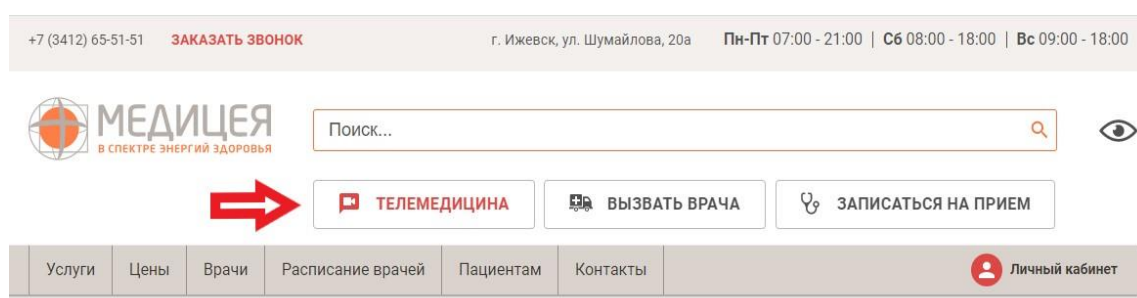 +7 (3412) 65-51-51 ЗАКАЗАТЬ ЗВОНОК г. Ижевск, ул. Шумайлова, 20а Пн-Пт 07:00 - 21:00 | Сб 08:00 - 18:00 | Вс 09:00 - 18:00
МЕДИЦЕЯ
В СПЕКТРЕ ЭНЕРГИЙ ЗДОРОВЬЯ
Поиск...
ТЕЛЕМЕДИЦИНА ВЫЗВАТЬ ВРАЧА ЗАПИСАТЬСЯ НА ПРИЕМ
Услуги Цены Врачи Расписание врачей Пациентам Контакты Личный кабинет